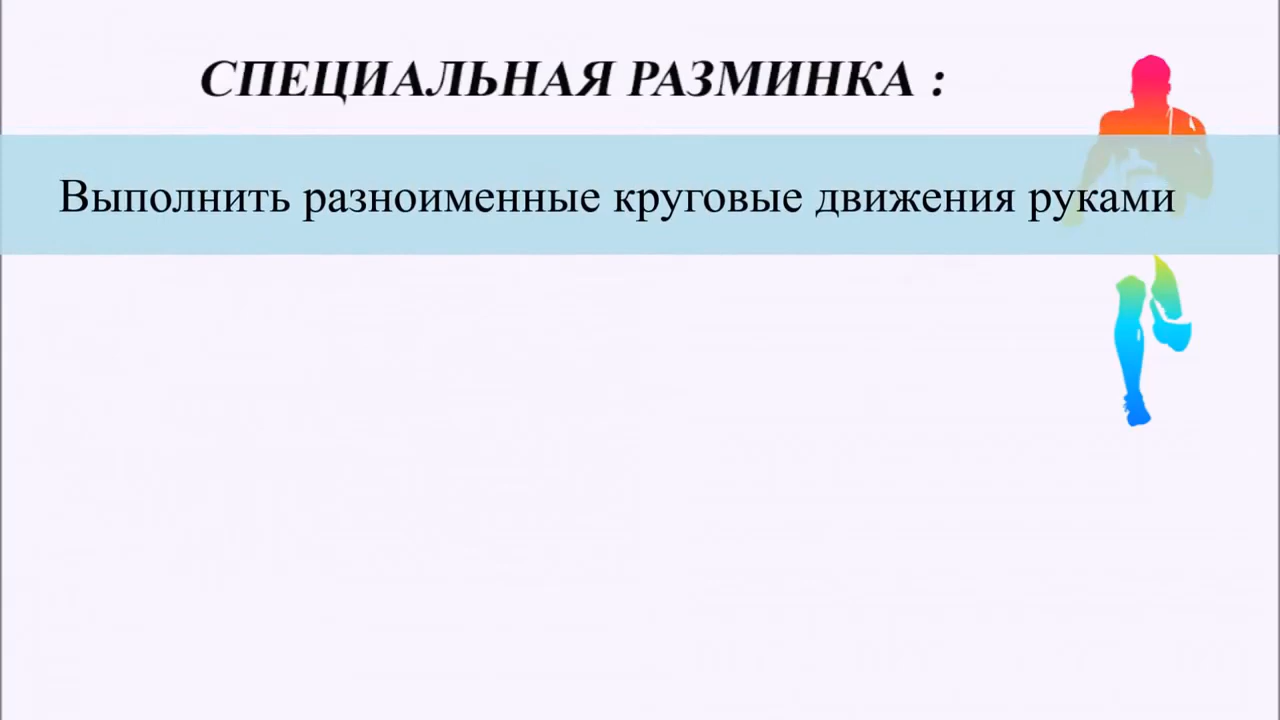 СПЕЦИАЛЬНАЯ РАЗМИНКА :
Выполнить разноименные круговые движения руками